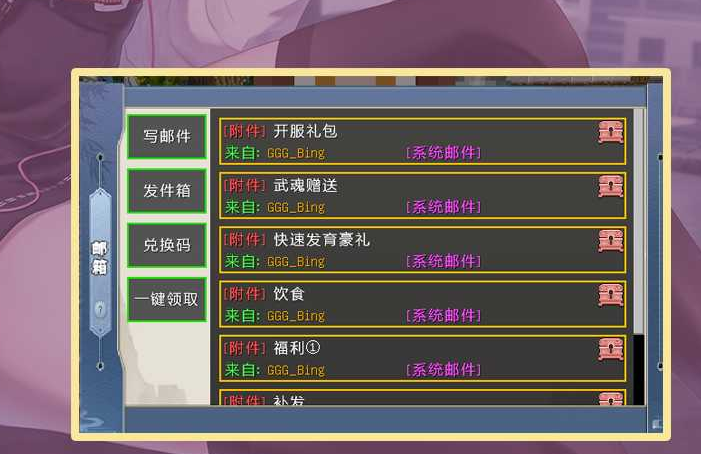 写邮件
发件箱
兑换码
一键领取
[附件] 开服礼包
来自: GGG_Bing [系统邮件]
[附件] 武魂赠送
来自: GGG_Bing [系统邮件]
[附件] 快速发育豪礼
来自: GGG_Bing [系统邮件]
[附件] 饮食
来自: GGG_Bing [系统邮件]
[附件] 福利①
来自: GGG_Bing [系统邮件]
[附件] 补发
?